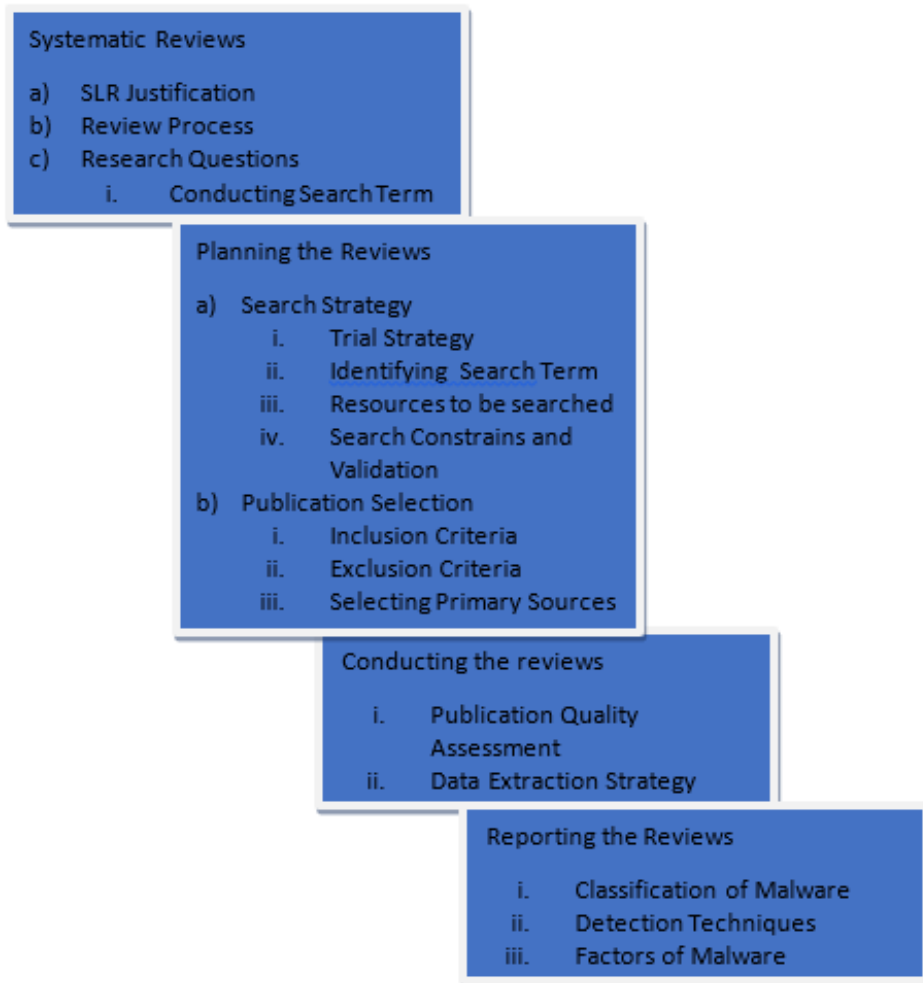 Systematic Reviews
a) SLR Justification
b) Review Process
c) Research Questions
i. Conducting Search Term
Planning the Reviews
a) Search Strategy
i. Trial Strategy
ii. Identifying Search Term
iii. Resources to be searched
iv. Search Constrains and
Validation
b) Publication Selection
i. Inclusion Criteria
ii. Exclusion Criteria
iii. Selecting Primary Sources
Conducting the reviews
i. Publication Quality
Assessment
ii. Data Extraction Strategy
Reporting the Reviews
i. Classification of Malware
ii. Detection Techniques
iii. Factors of Malware